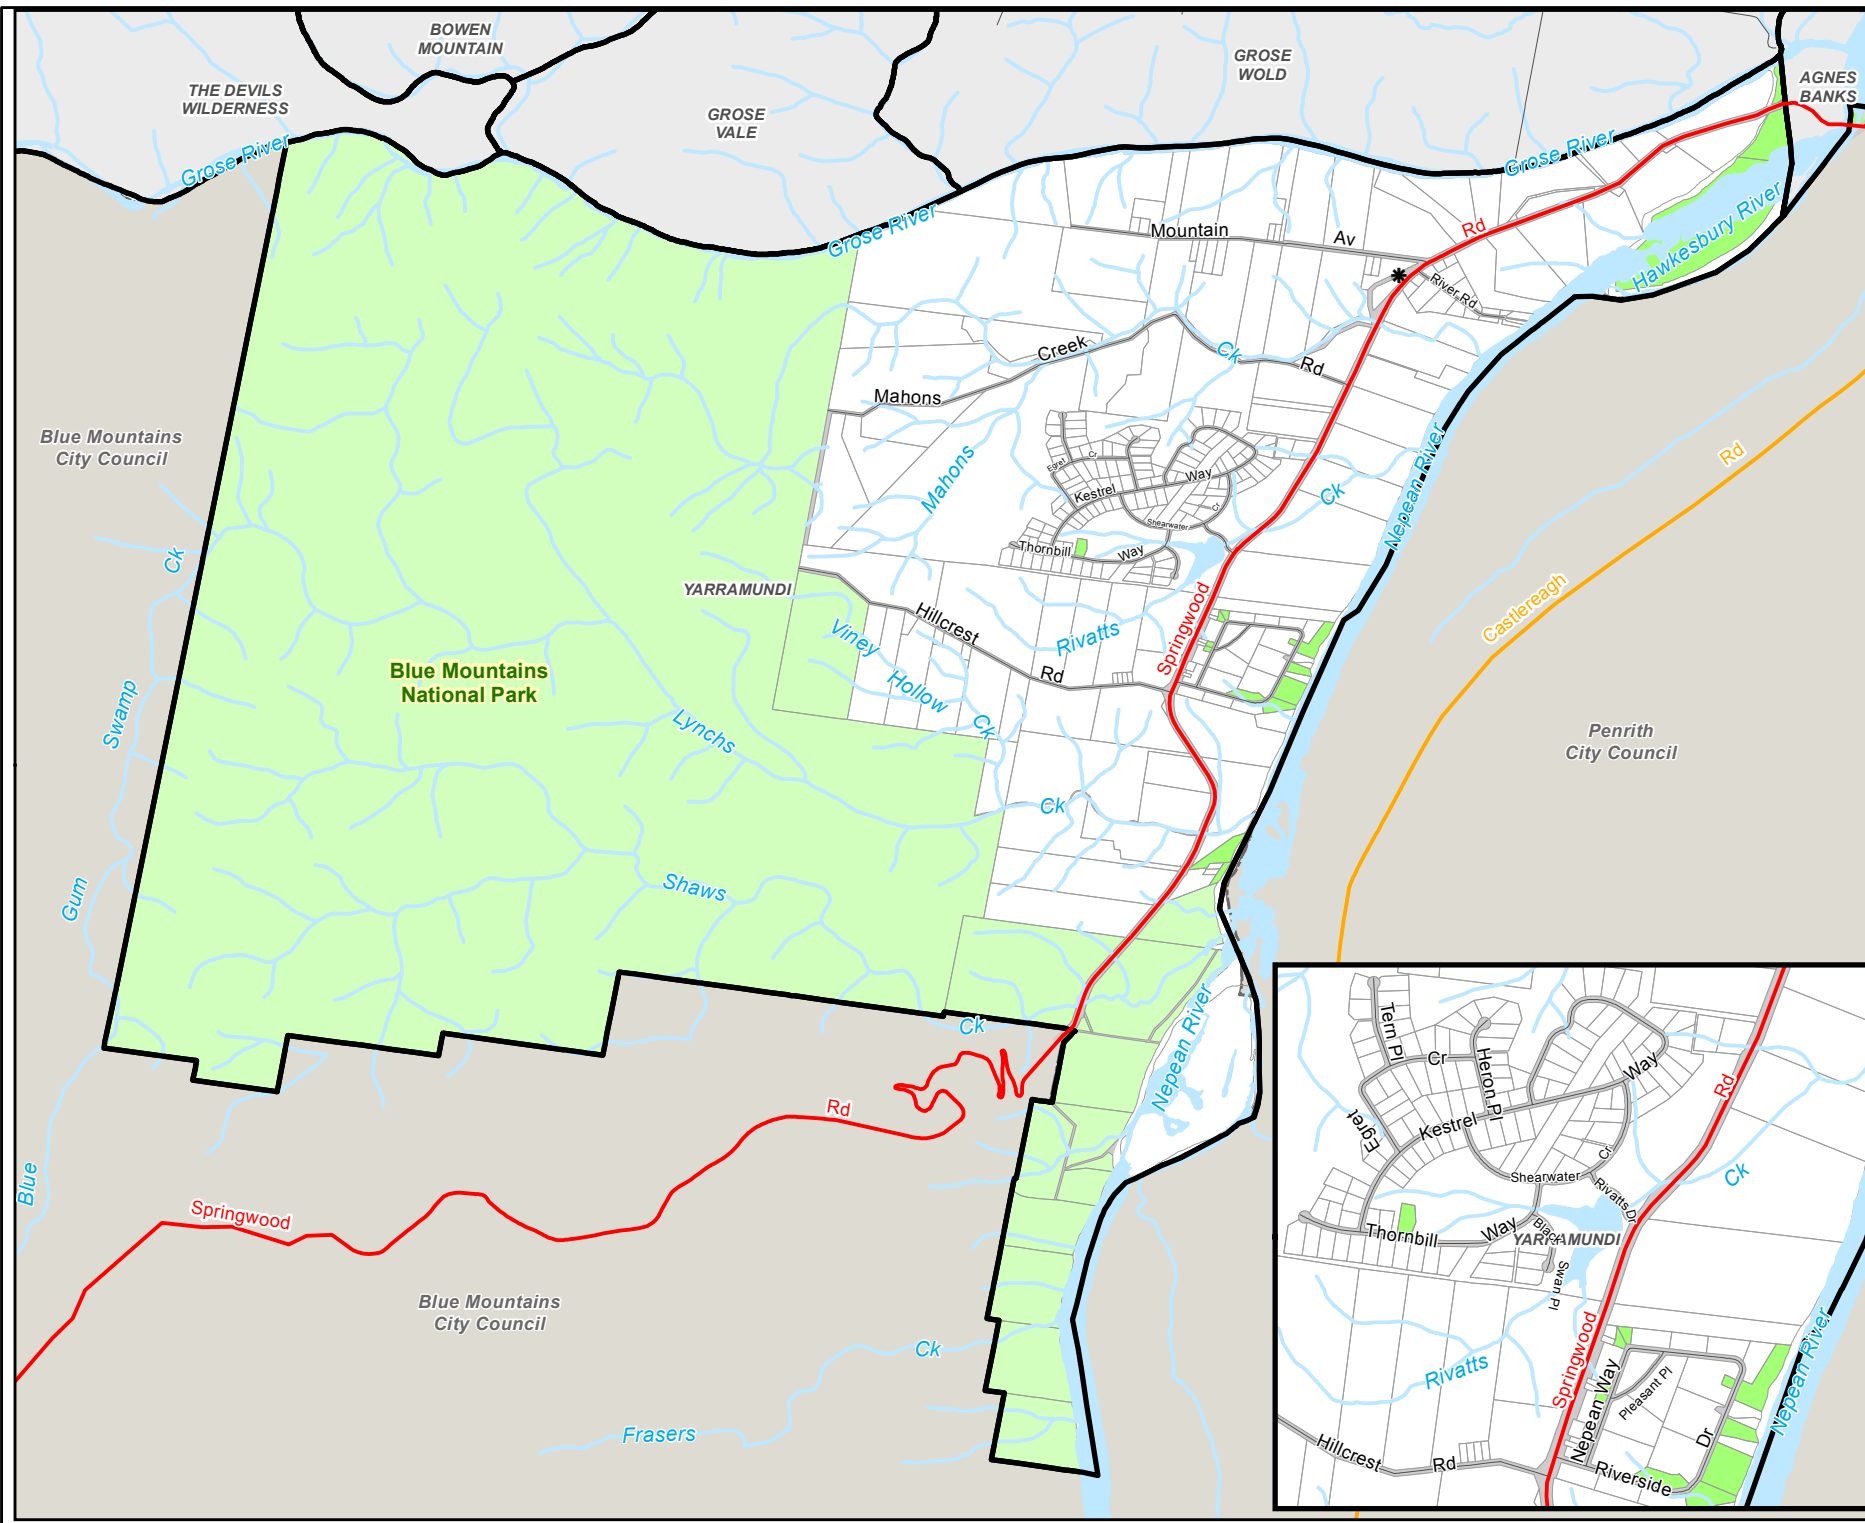 BOWEN
MOUNTAIN
THE DEVILS
WILDERNESS
GROSE
VALE
GROSE
WOLD
AGNES
BANKS
Grose River
Grose River
Grose River
Hawkesbury River
Mountain
Av
Rd
River Rd
Creek
Ck
Rd
Mahons
Blue Mountains
City Council
Mahons
Egret
Cr
Kestrel
Way
Cr
Shearwater
Thornbill
Way
Ck
Nepean River
Rd
Castlereagh
Ck
YARRAMUNDI
Hillcrest
Rd
Viney
Hollow
Ck
Rivatts
Springwood
Blue Mountains
National Park
Swamp
Lynchs
Ck
Penrith
City Council
Gum
Shaws
Ck
Nepean River
Rd
Blue
Springwood
Blue Mountains
City Council
Ck
Frasers
Tern Pl
Cr
Heron Pl
Way
Rd
Egret
Kestrel
Shearwater
Cr
Rivatts Dr
Ck
Thornbill
Way
Black
Swan Pl
YARRAMUNDI
Rivatts
Springwood
Nepean Way
Pleasant Pl
Nepean River
Hillcrest
Rd
Riverside
Dr